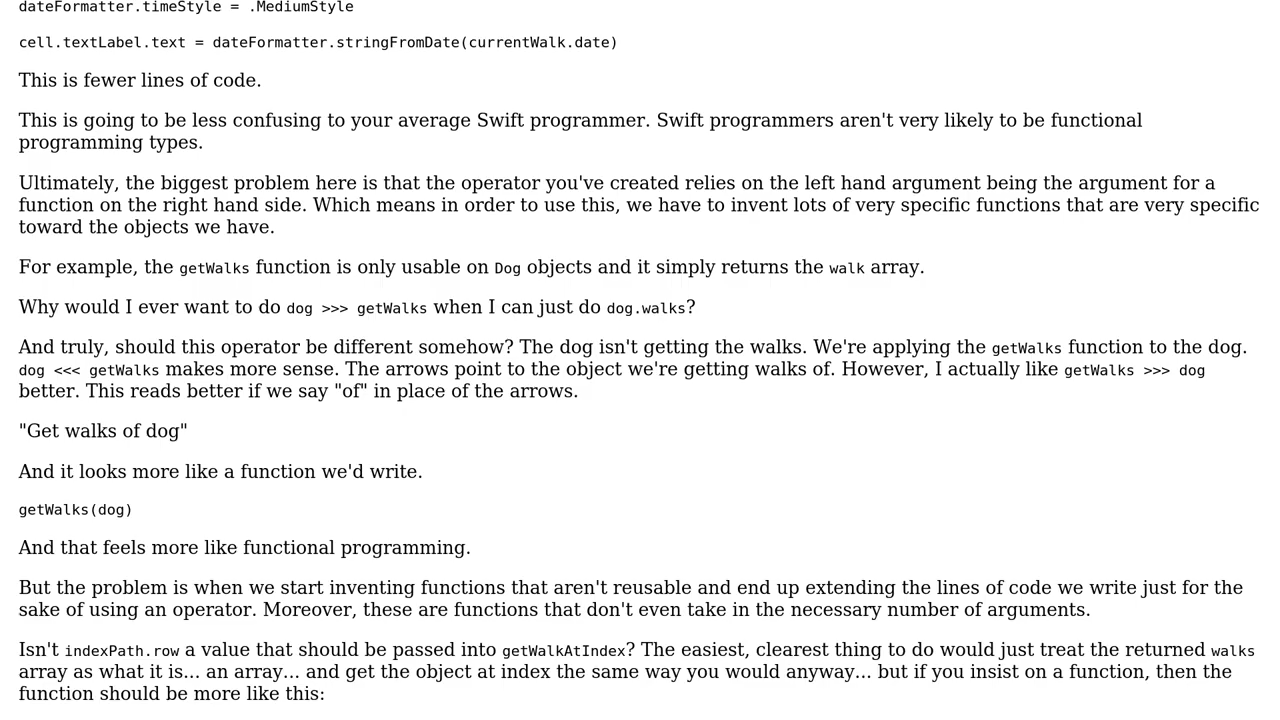 dateFormatter.timeStyle = .MediumStyle
cell.textLabel.text = dateFormatter.stringFromDate(currentWalk.date)
This is fewer lines of code.
This is going to be less confusing to your average Swift programmer. Swift programmers aren't very likely to be functional
programming types.
Ultimately, the biggest problem here is that the operator you've created relies on the left hand argument being the argument for a
function on the right hand side. Which means in order to use this, we have to invent lots of very specific functions that are very specific
toward the objects we have.
For example, the getWalks function is only usable on Dog objects and it simply returns the walk array.
Why would I ever want to do dog >>> getWalks when I can just do dog.walks?
And truly, should this operator be different somehow? The dog isn't getting the walks. We're applying the getWalks function to the dog.
dog <<< getWalks makes more sense. The arrows point to the object we're getting walks of. However, I actually like getWalks >>> dog
better. This reads better if we say "of" in place of the arrows.
"Get walks of dog"
And it looks more like a function we'd write.
getWalks(dog)
And that feels more like functional programming.
But the problem is when we start inventing functions that aren't reusable and end up extending the lines of code we write just for the
sake of using an operator. Moreover, these are functions that don't even take in the necessary number of arguments.
Isn't indexPath.row a value that should be passed into getWalkAtIndex? The easiest, clearest thing to do would just treat the returned walks
array as what it is... an array... and get the object at index the same way you would anyway... but if you insist on a function, then the
function should be more like this: